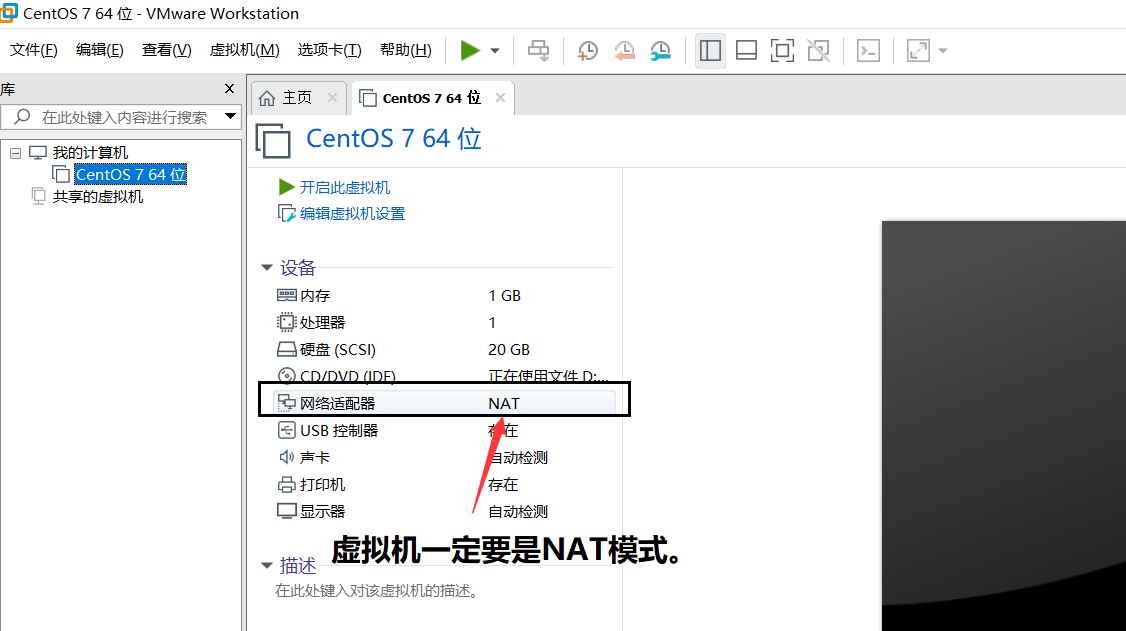 CentOS 7 64 位 - VMware Workstation
文件(F) 编辑(E) 查看(V) 虚拟机(M) 选项卡(T) 帮助(H)
库
在此处键入内容进行搜索
我的计算机
CentOS 7 64 位
共享的虚拟机
主页 CentOS 7 64 位
CentOS 7 64 位
开启此虚拟机
编辑虚拟机设置
设备
内存 1 GB
处理器 1
硬盘 (SCSI) 20 GB
CD/DVD (IDE) 正在使用文件 D:...
网络适配器 NAT
USB 控制器 存在
声卡 自动检测
打印机 存在
显示器 自动检测
虚拟机一定要是NAT模式。
描述
在此处键入对该虚拟机的描述。